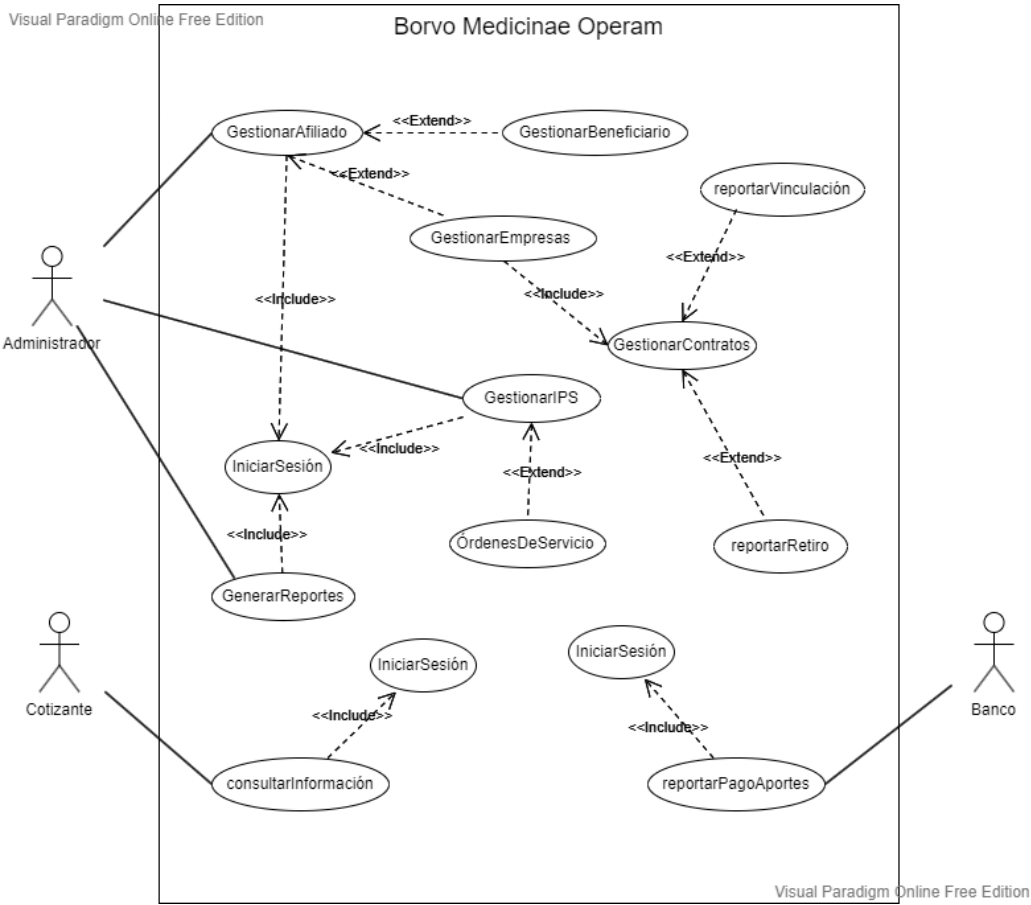 Visual Paradigm Online Free Edition
Borvo Medicinae Operam
GestionarAfiliado
<<Extend>>
GestionarBeneficiario
<<Extend>>
reportarVinculación
GestionarEmpresas
<<Extend>>
<<Include>>
<<Include>>
Administrador
GestionarContratos
GestionarIPS
<<Include>>
<<Extend>>
IniciarSesión
<<Extend>>
<<Include>>
ÓrdenesDeServicio
reportarRetiro
GenerarReportes
IniciarSesión
IniciarSesión
Cotizante
Banco
<<Include>>
<<Include>>
consultarInformación
reportarPagoAportes
Visual Paradigm Online Free Edition